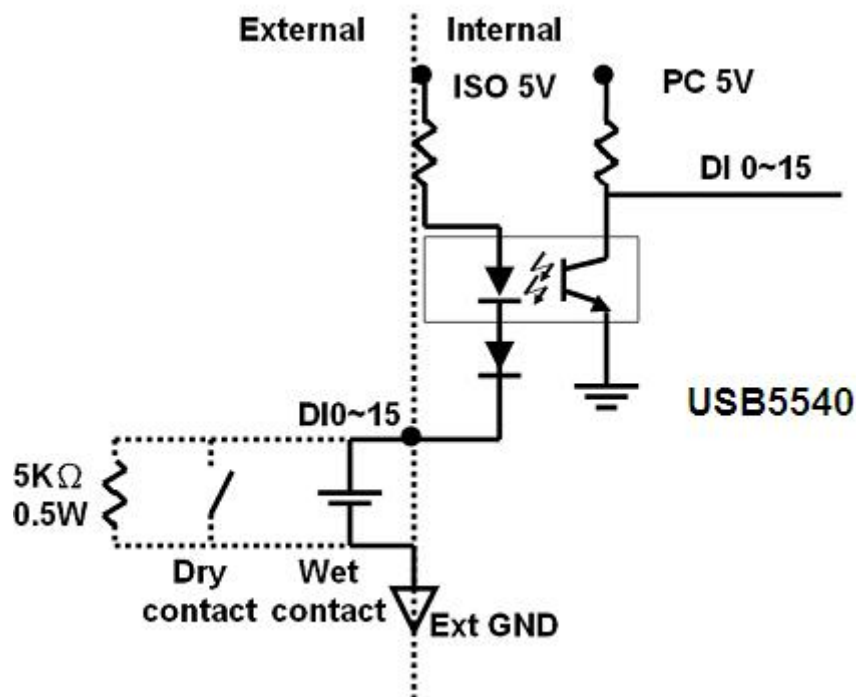 External
Internal
ISO 5V
PC 5V
DI 0~15
USB5540
DI0~15
5KΩ
0.5W
Dry
contact
Wet
contact
Ext GND